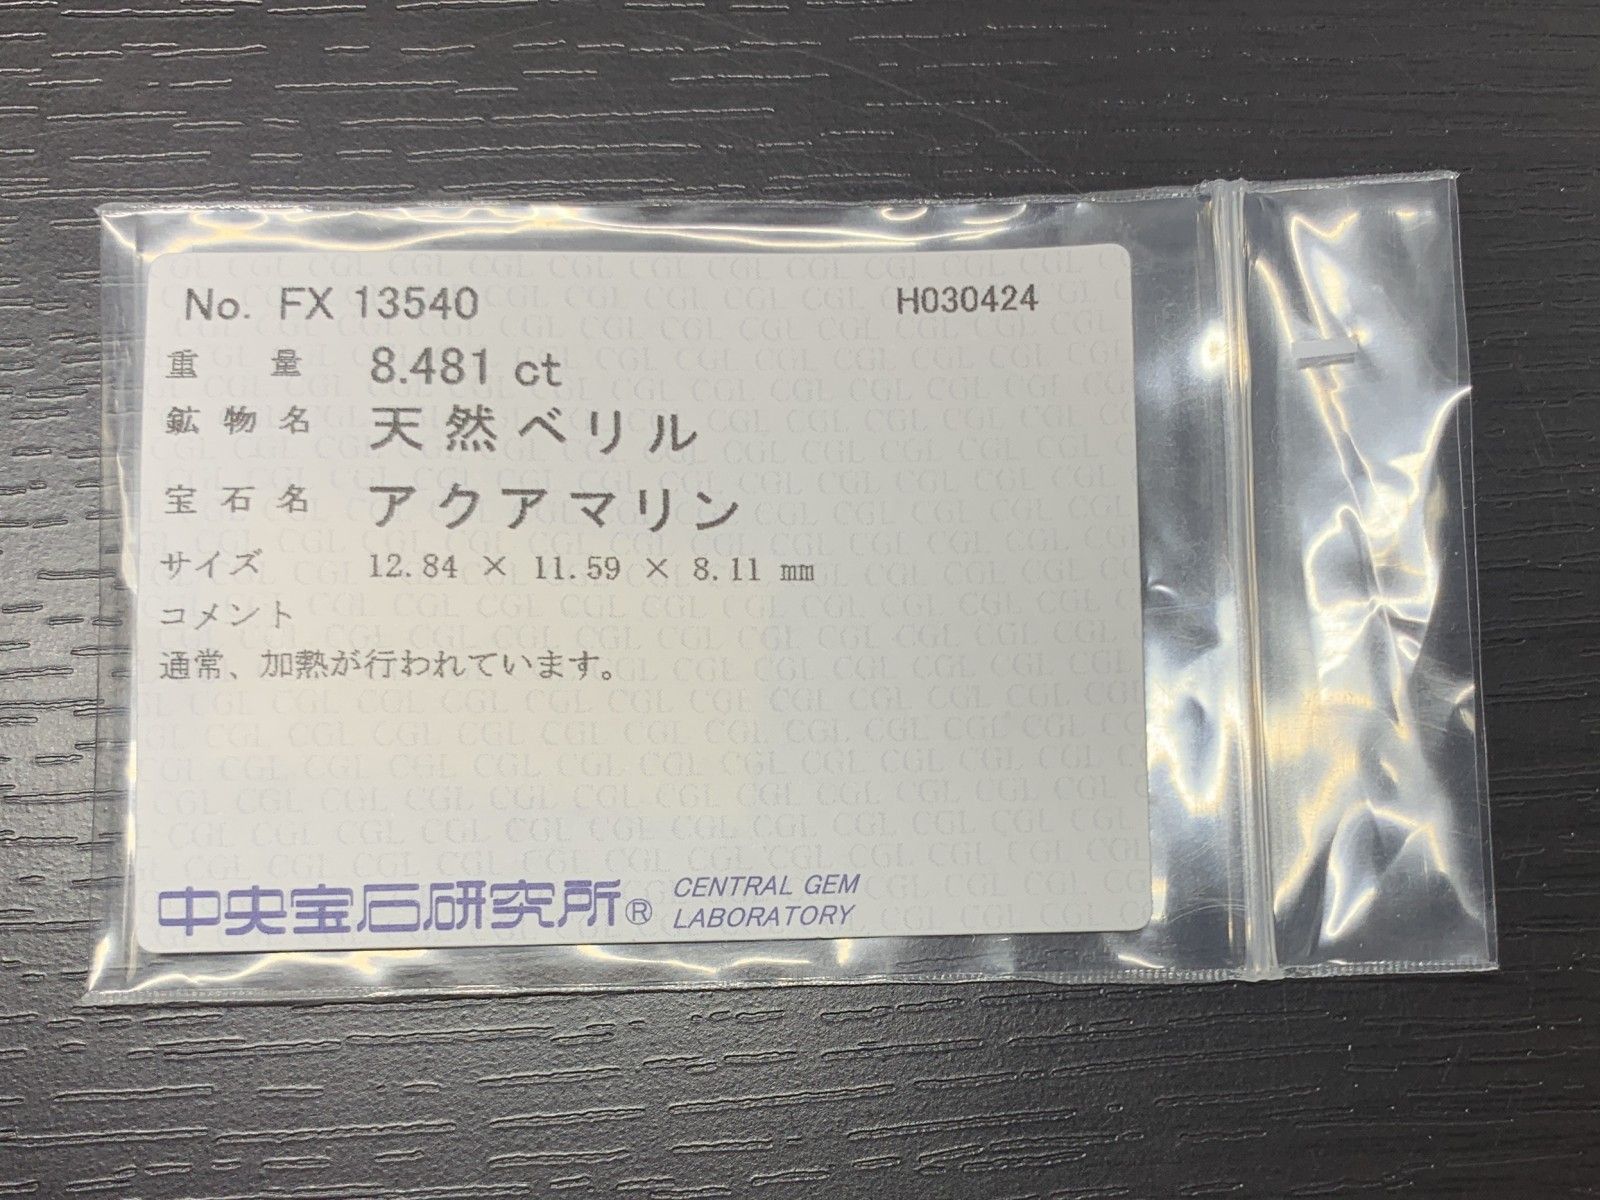 No. FX 13540 H030424
重量 8.481 ct
鉱物名 天然ベリル
宝石名 アクアマリン
サイズ 12.84 × 11.59 × 8.11 mm
コメント
通常、加熱が行われています。
中央宝石研究所® CENTRAL GEM
LABORATORY